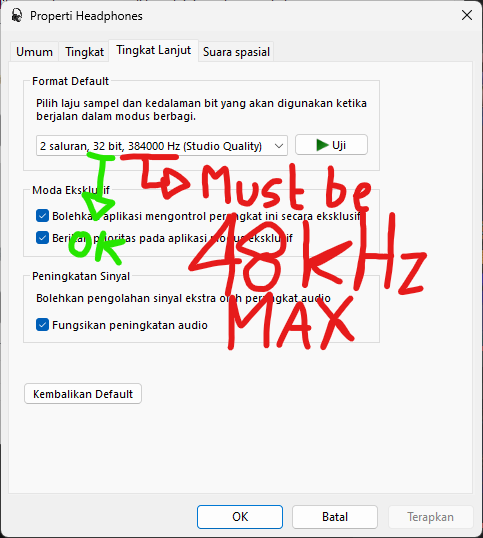 Properti Headphones
Umum
Tingkat
Tingkat Lanjut
Suara spasial
Format Default
Pilih laju sampel dan kedalaman bit yang akan digunakan ketika
berjalan dalam modus berbagi.
2 saluran, 32 bit, 384000 Hz (Studio Quality)
Uji
Must be
48kHz
MAX
OK
Moda Eksklusif
Bolehkan aplikasi mengontrol perangkat ini secara eksklusif
Berikan prioritas pada aplikasi modus eksklusif
Peningkatan Sinyal
Bolehkan pengolahan sinyal ekstra oleh perangkat audio
Fungsikan peningkatan audio
Kembalikan Default
OK
Batal
Terapkan